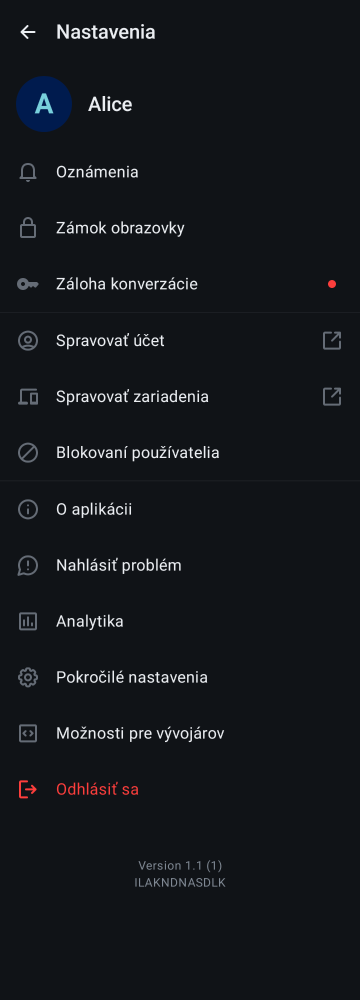 Nastavenia
A
Alice
Oznámenia
Zámok obrazovky
Záloha konverzácie
Spravovať účet
Spravovať zariadenia
Blokovaní používatelia
O aplikácii
Nahlásiť problém
Analytika
Pokročilé nastavenia
Možnosti pre vývojárov
Odhlásiť sa
Version 1.1 (1)
ILAKNDNASDLK